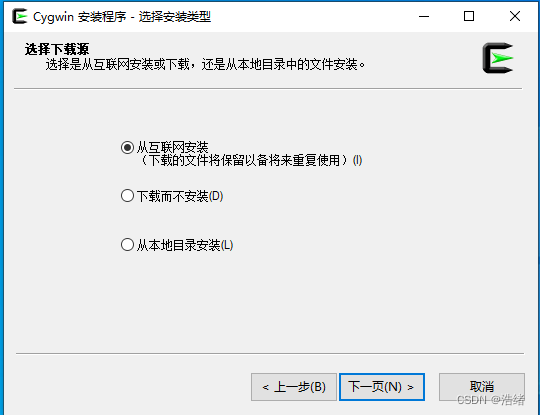 Cygwin 安装程序 - 选择安装类型
选择下载源
选择是从互联网安装或下载，还是从本地目录中的文件安装。
从互联网安装
（下载的文件将保留以备将来重复使用）(I)
下载而不安装(D)
从本地目录安装(L)
< 上一步(B) 下一页(N) > 取消
CSDN @浩绪